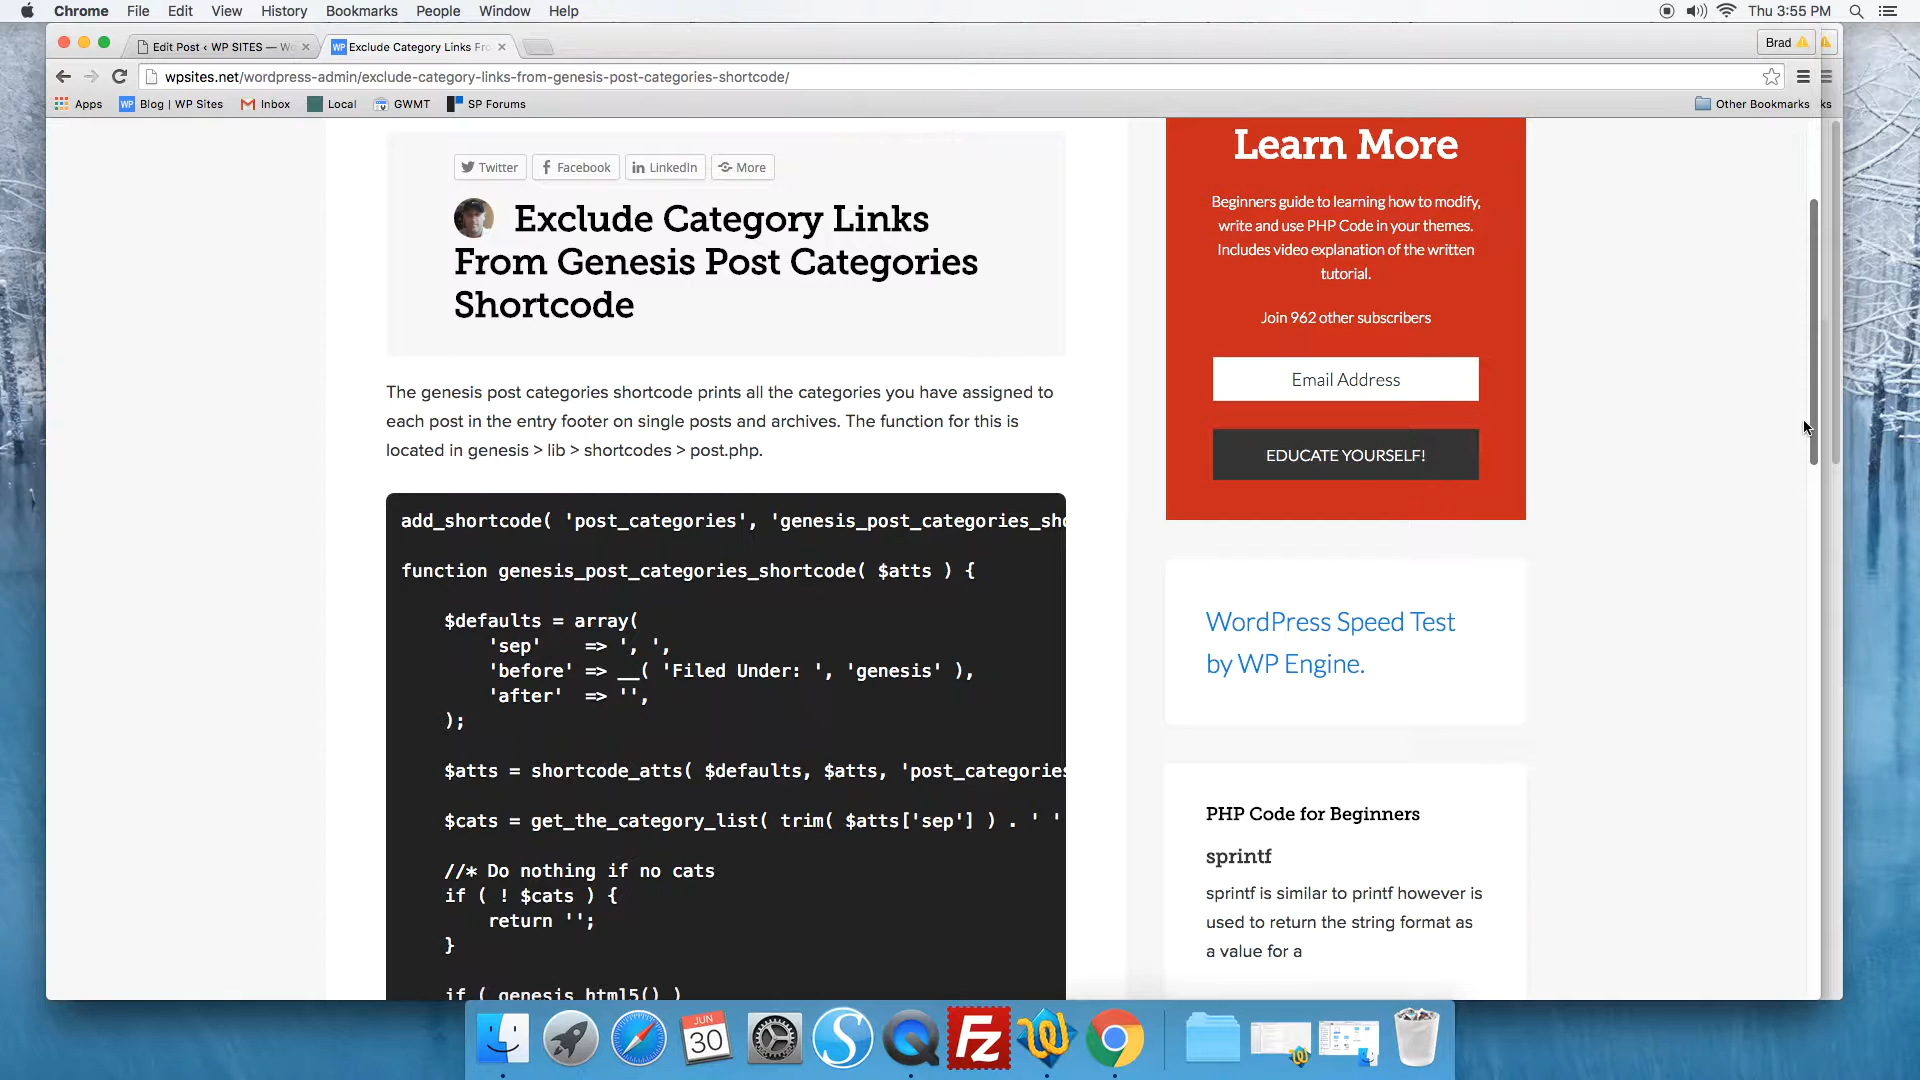 Chrome File Edit View History Bookmarks People Window Help Thu 3:55 PM
Edit Post ‹ WP SITES — Wo
WP Exclude Category Links Fro
Brad
wpsites.net/wordpress-admin/exclude-category-links-from-genesis-post-categories-shortcode/
Apps WP Blog | WP Sites Inbox Local GWMT SP Forums Other Bookmarks ks
Twitter Facebook LinkedIn More
Exclude Category Links
From Genesis Post Categories
Shortcode
The genesis post categories shortcode prints all the categories you have assigned to
each post in the entry footer on single posts and archives. The function for this is
located in genesis > lib > shortcodes > post.php.
add_shortcode( 'post_categories', 'genesis_post_categories_sho
function genesis_post_categories_shortcode( $atts ) {
$defaults = array(
'sep' => ', ',
'before' => __( 'Filed Under: ', 'genesis' ),
'after' => '',
);
$atts = shortcode_atts( $defaults, $atts, 'post_categories
$cats = get_the_category_list( trim( $atts['sep'] ) . ' '
//* Do nothing if no cats
if ( ! $cats ) {
return '';
}
if ( genesis_html5() )
Learn More
Beginners guide to learning how to modify,
write and use PHP Code in your themes.
Includes video explanation of the written
tutorial.
Join 962 other subscribers
Email Address
EDUCATE YOURSELF!
WordPress Speed Test
by WP Engine.
PHP Code for Beginners
sprintf
sprintf is similar to printf however is
used to return the string format as
a value for a
JUN
30
Fz